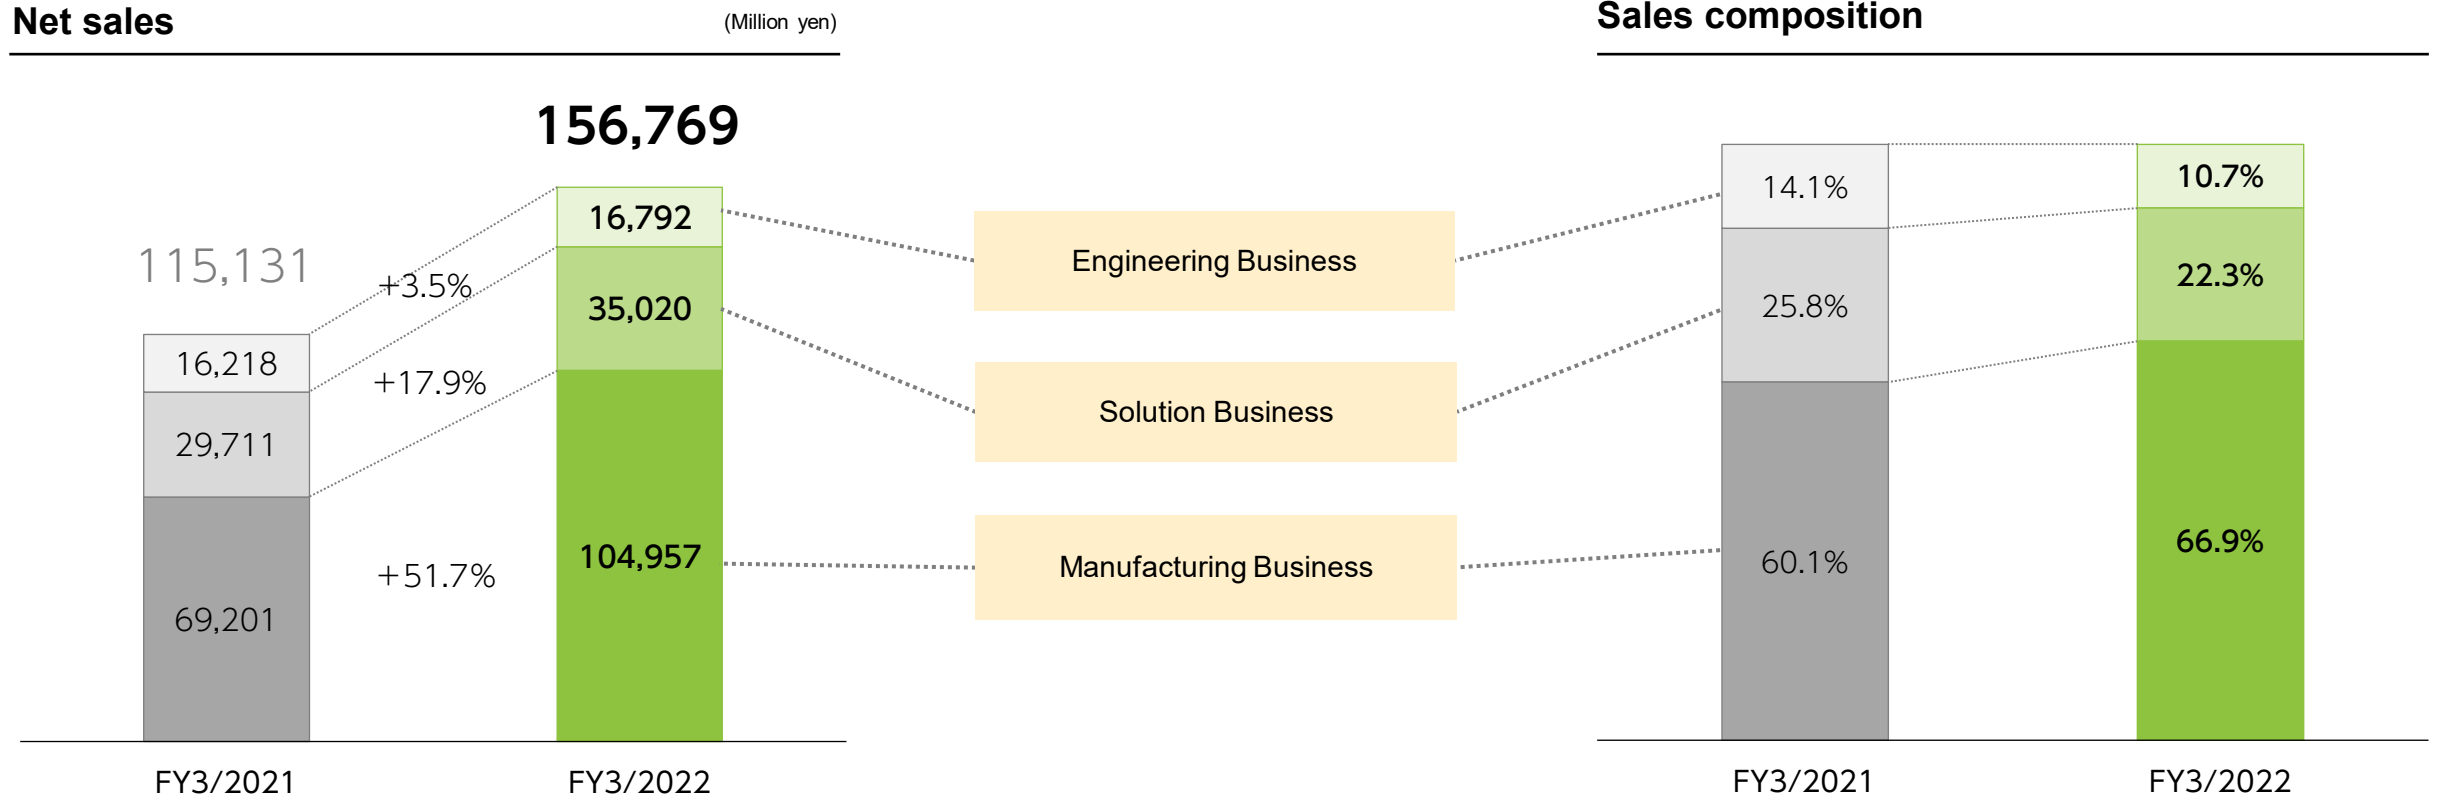 Net sales
(Million yen)
156,769
115,131
16,792
+3.5%
35,020
16,218
+17.9%
29,711
104,957
+51.7%
69,201
FY3/2021
FY3/2022
Engineering Business
Solution Business
Manufacturing Business
Sales composition
14.1%
10.7%
25.8%
22.3%
60.1%
66.9%
FY3/2021
FY3/2022